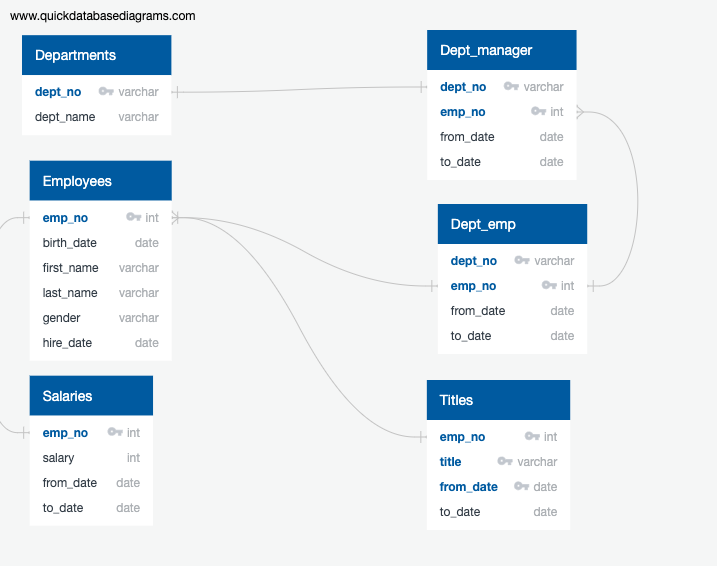 www.quickdatabasediagrams.com
Departments
dept_no varchar
dept_name varchar
Employees
emp_no int
birth_date date
first_name varchar
last_name varchar
gender varchar
hire_date date
Salaries
emp_no int
salary int
from_date date
to_date date
Dept_manager
dept_no varchar
emp_no int
from_date date
to_date date
Dept_emp
dept_no varchar
emp_no int
from_date date
to_date date
Titles
emp_no int
title varchar
from_date date
to_date date